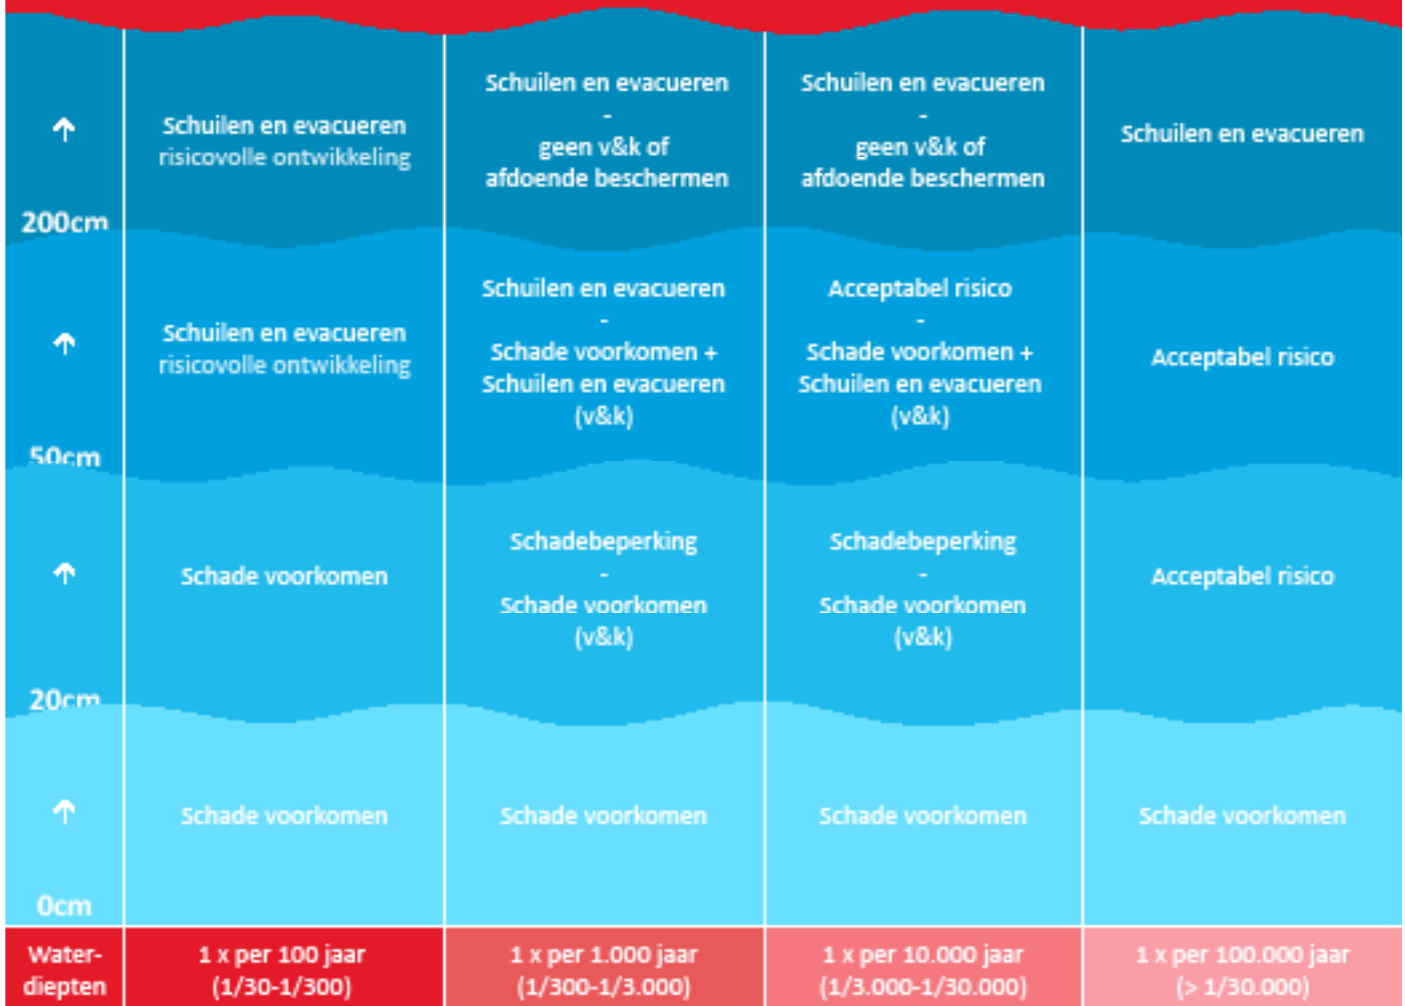 ↑
200cm
Schuilen en evacueren
risicovolle ontwikkeling
Schuilen en evacueren
-
geen v&k of
afdoende beschermen
Schuilen en evacueren
-
geen v&k of
afdoende beschermen
Schuilen en evacueren
↑
50cm
Schuilen en evacueren
risicovolle ontwikkeling
Schuilen en evacueren
-
Schade voorkomen +
Schuilen en evacueren
(v&k)
Acceptabel risico
-
Schade voorkomen +
Schuilen en evacueren
(v&k)
Acceptabel risico
↑
20cm
Schade voorkomen
Schadebeperking
-
Schade voorkomen
(v&k)
Schadebeperking
-
Schade voorkomen
(v&k)
Acceptabel risico
↑
0cm
Schade voorkomen
Schade voorkomen
Schade voorkomen
Schade voorkomen
Water-
diepten
1 x per 100 jaar
(1/30-1/300)
1 x per 1.000 jaar
(1/300-1/3.000)
1 x per 10.000 jaar
(1/3.000-1/30.000)
1 x per 100.000 jaar
(> 1/30.000)